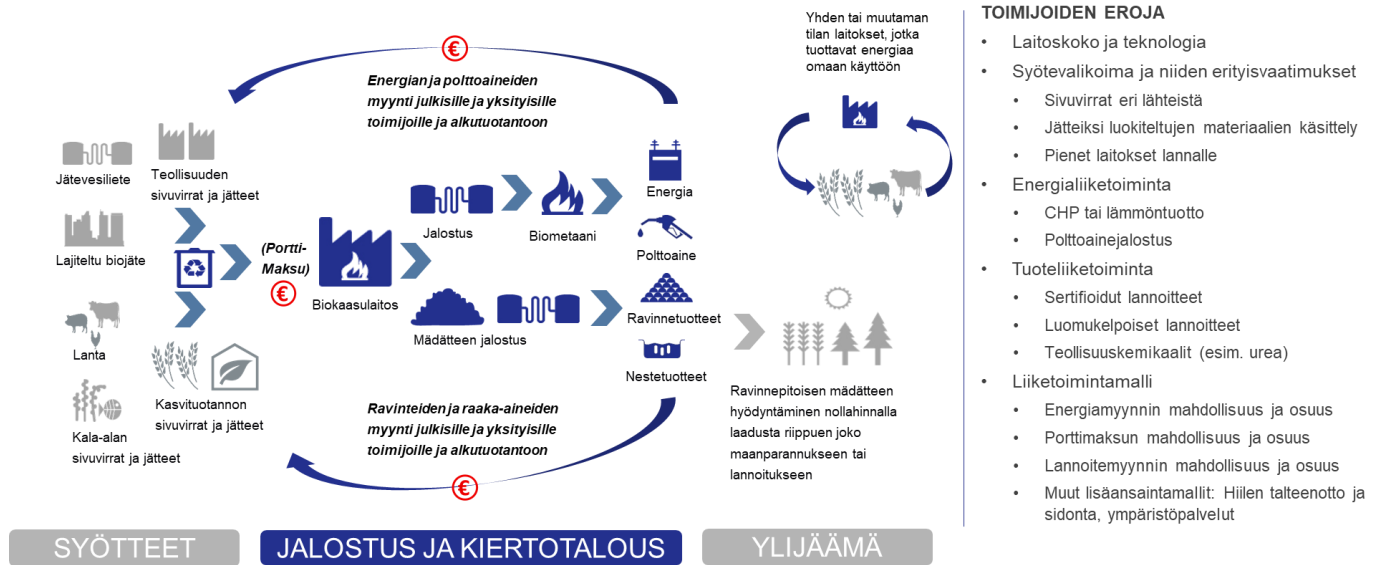 €
Energian ja polttoaineiden
myynti julkisille ja yksityisille
toimijoille ja alkutuotantoon
Jätevesiliete
Teollisuuden
sivuvirrat ja jätteet
Lajiteltu biojäte
Lanta
Kasvituotannon
sivuvirrat ja jätteet
Kala-alan
sivuvirrat ja jätteet
(Portti-
Maksu)
€
Biokaasulaitos
Jalostus
Biometaani
Mädätteen jalostus
Energia
Polttoaine
Ravinnetuotteet
Nestetuotteet
Ravinteiden ja raaka-aineiden
myynti julkisille ja yksityisille
toimijoille ja alkutuotantoon
€
Yhden tai muutaman
tilan laitokset, jotka
tuottavat energiaa
omaan käyttöön
Ravinnepitoisen mädätteen
hyödyntäminen nollahinnalla
laadusta riippuen joko
maanparannukseen tai
lannoitukseen
SYÖTTEET
JALOSTUS JA KIERTOTALOUS
YLIJÄÄMÄ
TOIMIJOIDEN EROJA
• Laitoskoko ja teknologia
• Syötevalikoima ja niiden erityisvaatimukset
• Sivuvirrat eri lähteistä
• Jätteiksi luokiteltujen materiaalien käsittely
• Pienet laitokset lannalle
• Energialiiketoiminta
• CHP tai lämmöntuotto
• Polttoainejalostus
• Tuoteliiketoiminta
• Sertifioidut lannoitteet
• Luomukelpoiset lannoitteet
• Teollisuuskemikaalit (esim. urea)
• Liiketoimintamalli
• Energiamyynnin mahdollisuus ja osuus
• Porttimaksun mahdollisuus ja osuus
• Lannoitemyynnin mahdollisuus ja osuus
• Muut lisäansaintamallit: Hiilen talteenotto ja
sidonta, ympäristöpalvelut